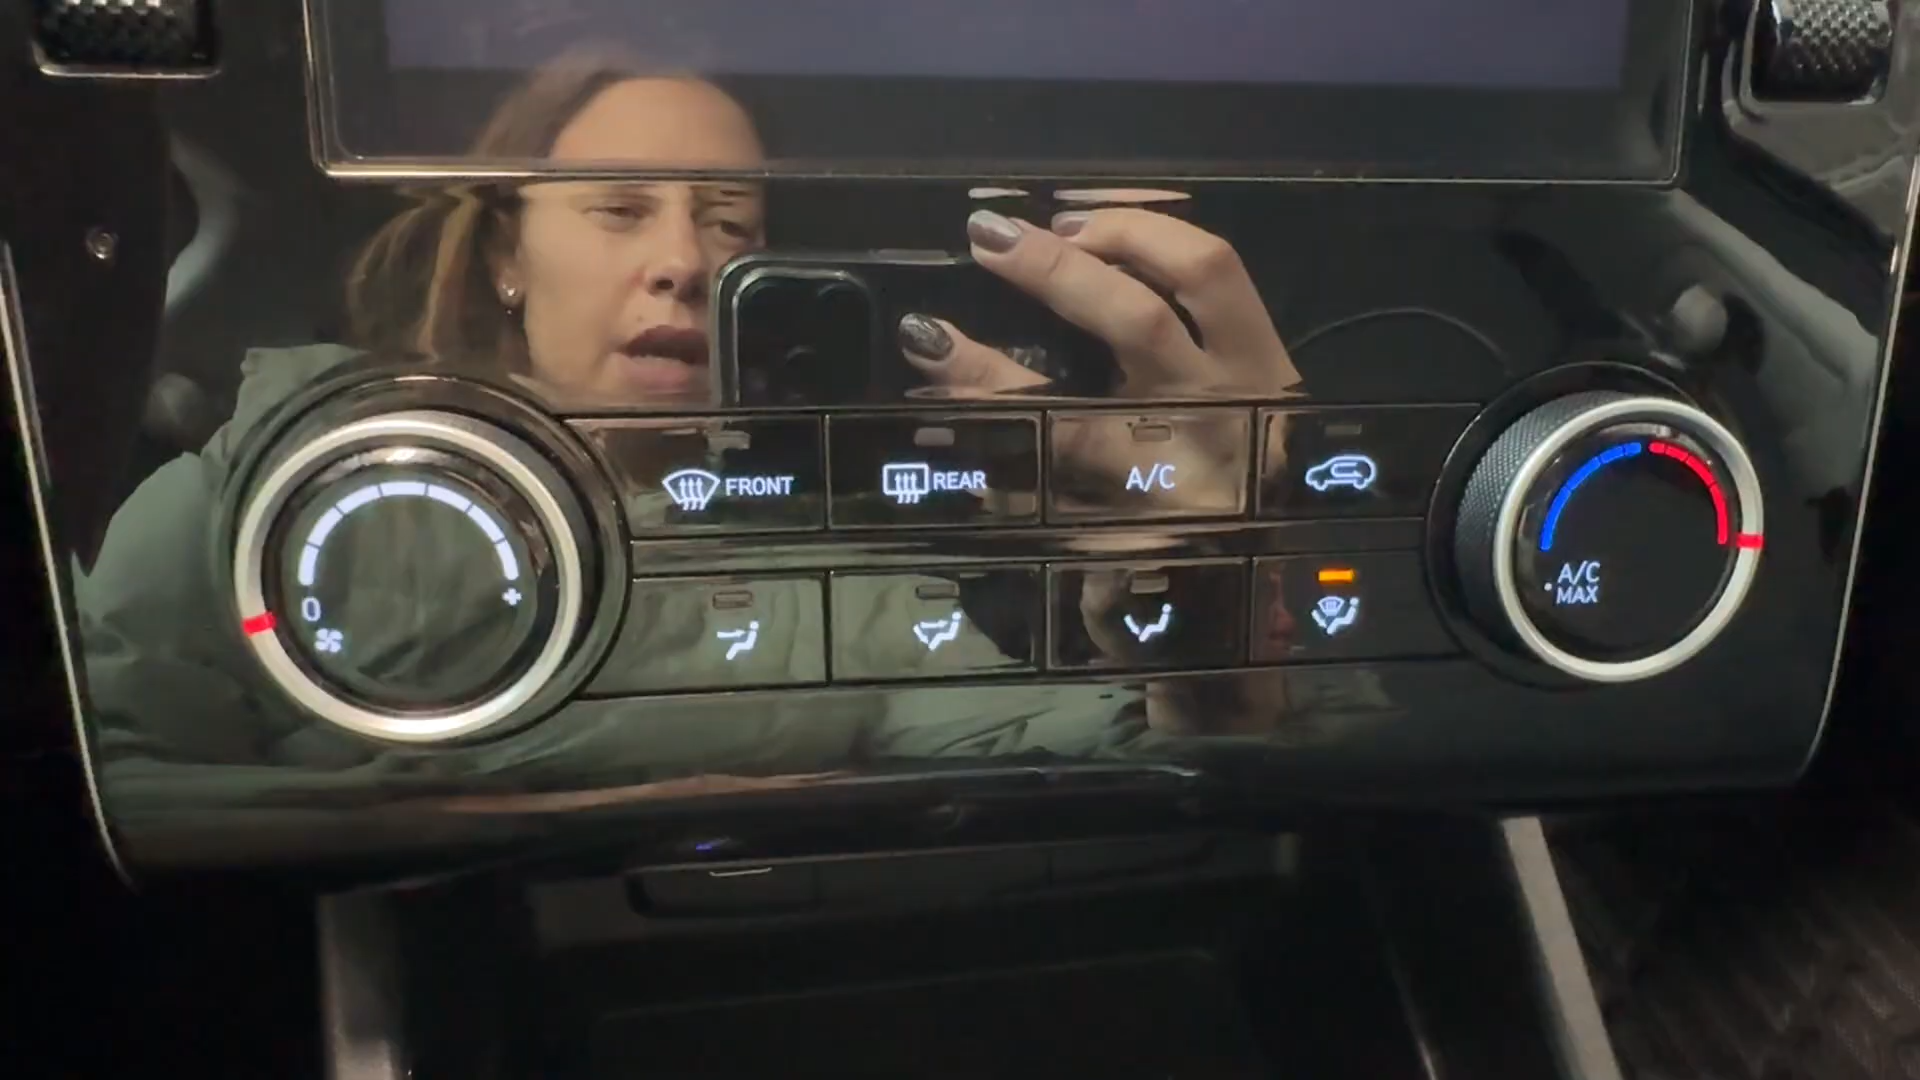 FRONT
REAR
A/C
0
+
A/C
MAX